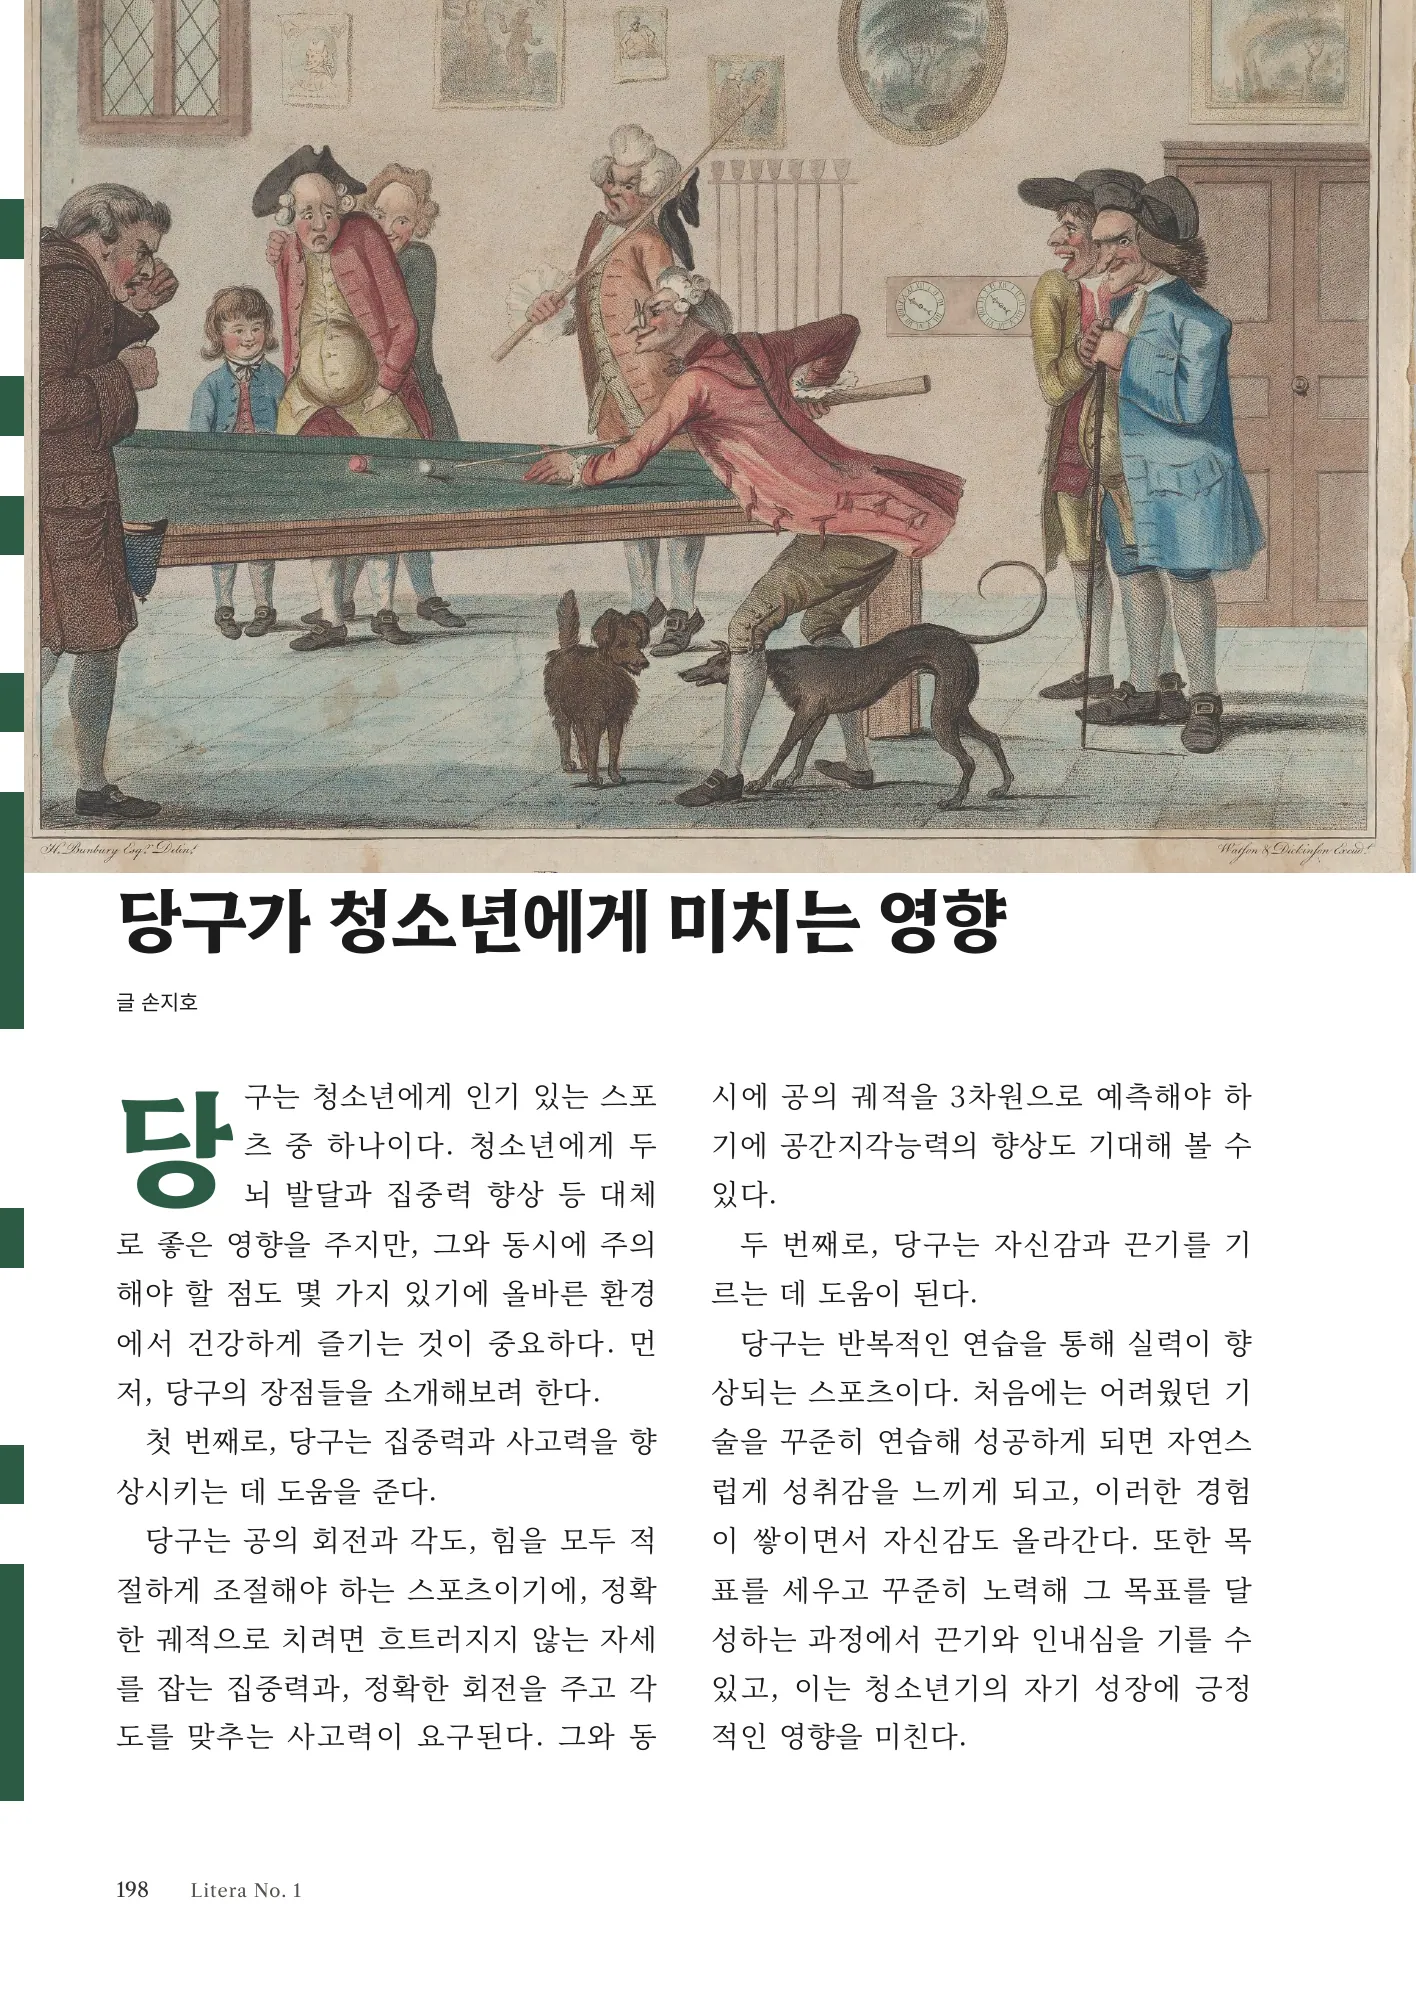 H. Bunbury Esqr. Delint.
Watson & Dickinson Excudt.
당구가 청소년에게 미치는 영향
글 손지호
당구는 청소년에게 인기 있는 스포
츠 중 하나이다. 청소년에게 두
뇌 발달과 집중력 향상 등 대체
로 좋은 영향을 주지만, 그와 동시에 주의
해야 할 점도 몇 가지 있기에 올바른 환경
에서 건강하게 즐기는 것이 중요하다. 먼
저, 당구의 장점들을 소개해보려 한다.
첫 번째로, 당구는 집중력과 사고력을 향
상시키는 데 도움을 준다.
당구는 공의 회전과 각도, 힘을 모두 적
절하게 조절해야 하는 스포츠이기에, 정확
한 궤적으로 치려면 흐트러지지 않는 자세
를 잡는 집중력과, 정확한 회전을 주고 각
도를 맞추는 사고력이 요구된다. 그와 동
시에 공의 궤적을 3차원으로 예측해야 하
기에 공간지각능력의 향상도 기대해 볼 수
있다.
두 번째로, 당구는 자신감과 끈기를 기
르는 데 도움이 된다.
당구는 반복적인 연습을 통해 실력이 향
상되는 스포츠이다. 처음에는 어려웠던 기
술을 꾸준히 연습해 성공하게 되면 자연스
럽게 성취감을 느끼게 되고, 이러한 경험
이 쌓이면서 자신감도 올라간다. 또한 목
표를 세우고 꾸준히 노력해 그 목표를 달
성하는 과정에서 끈기와 인내심을 기를 수
있고, 이는 청소년기의 자기 성장에 긍정
적인 영향을 미친다.
198 Litera No. 1